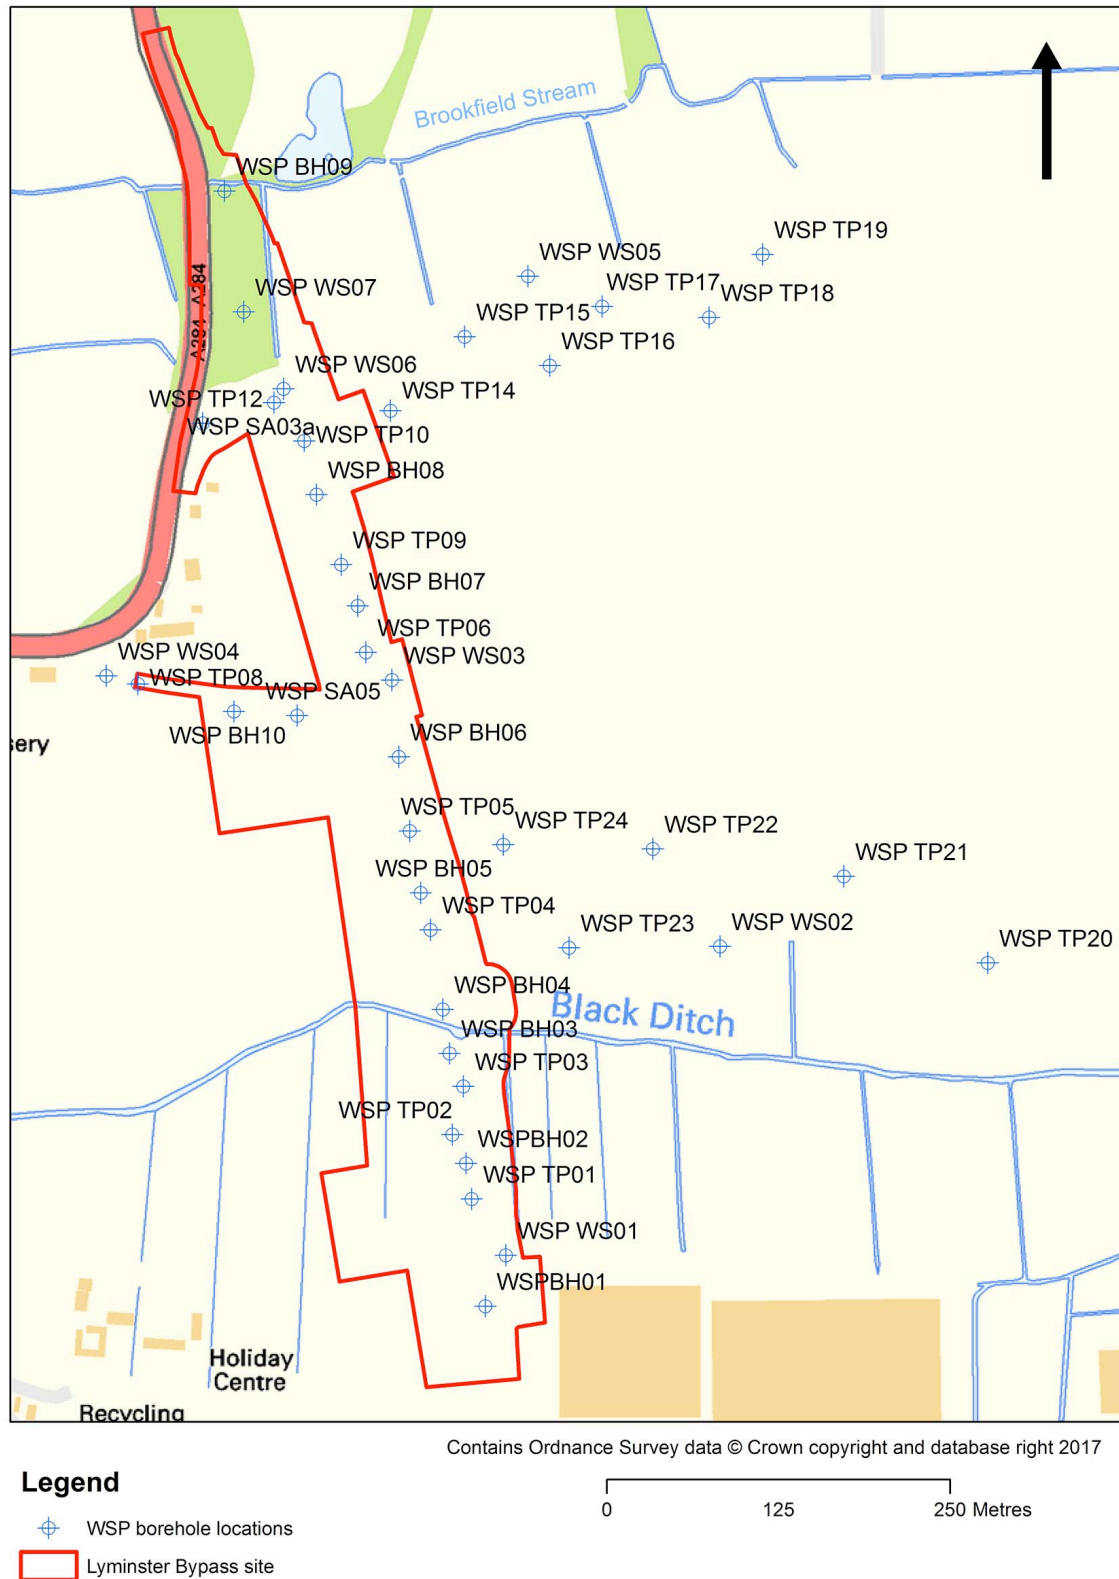 Brookfield Stream
WSP BH09
WSP TP19
WSP WS05
WSP TP17
WSP WS07
A284
A284
WSP TP18
WSP TP15
WSP TP16
WSP WS06
WSP TP12
WSP TP14
WSP SA03a
WSP TP10
WSP BH08
WSP TP09
WSP BH07
WSP TP06
WSP WS04
WSP WS03
WSP TP08
WSP SA05
WSP BH10
WSP BH06
sery
WSP TP05
WSP TP24
WSP TP22
WSP TP21
WSP BH05
WSP TP04
WSP TP23
WSP WS02
WSP TP20
WSP BH04
Black Ditch
WSP BH03
WSP TP03
WSP TP02
WSPBH02
WSP TP01
WSP WS01
WSPBH01
Holiday
Centre
Recycling
Contains Ordnance Survey data © Crown copyright and database right 2017
Legend
0 125 250 Metres
WSP borehole locations
Lyminster Bypass site